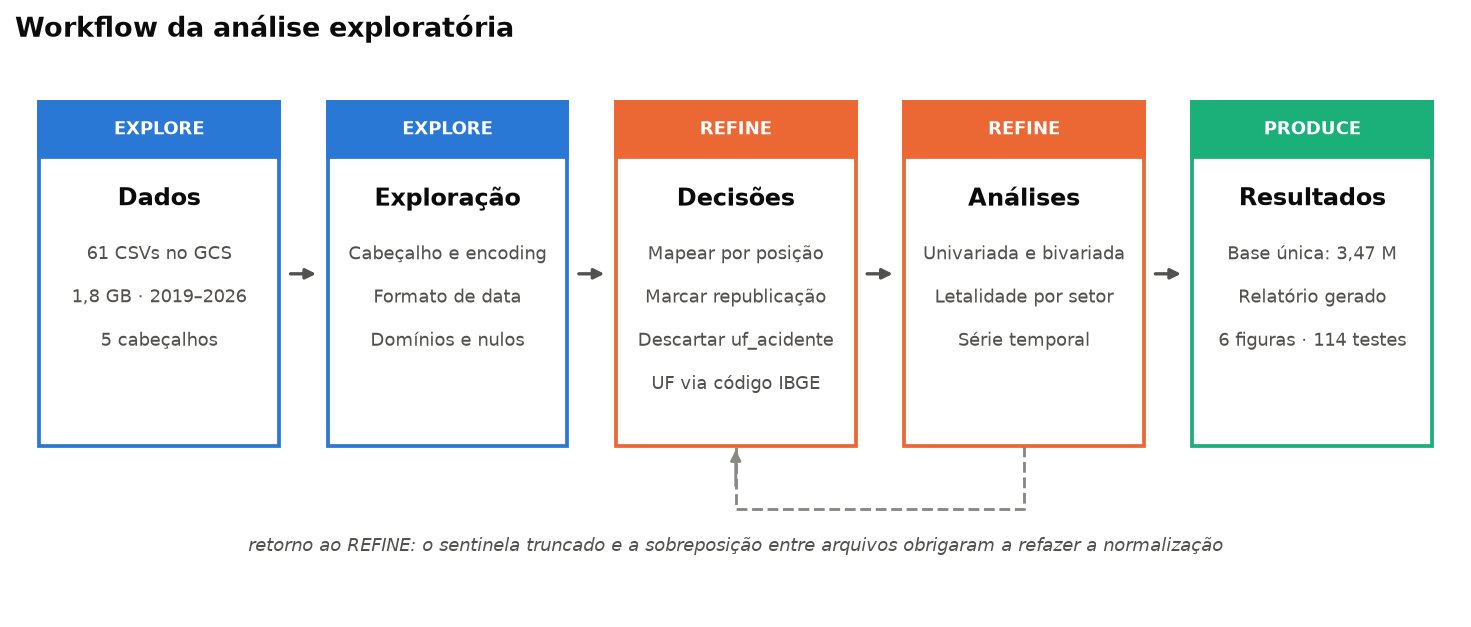 Workflow da análise exploratória
EXPLORE
Dados
61 CSVs no GCS
1,8 GB · 2019–2026
5 cabeçalhos
EXPLORE
Exploração
Cabeçalho e encoding
Formato de data
Domínios e nulos
REFINE
Decisões
Mapear por posição
Marcar republicação
Descartar uf_acidente
UF via código IBGE
REFINE
Análises
Univariada e bivariada
Letalidade por setor
Série temporal
PRODUCE
Resultados
Base única: 3,47 M
Relatório gerado
6 figuras · 114 testes
retorno ao REFINE: o sentinela truncado e a sobreposição entre arquivos obrigaram a refazer a normalização